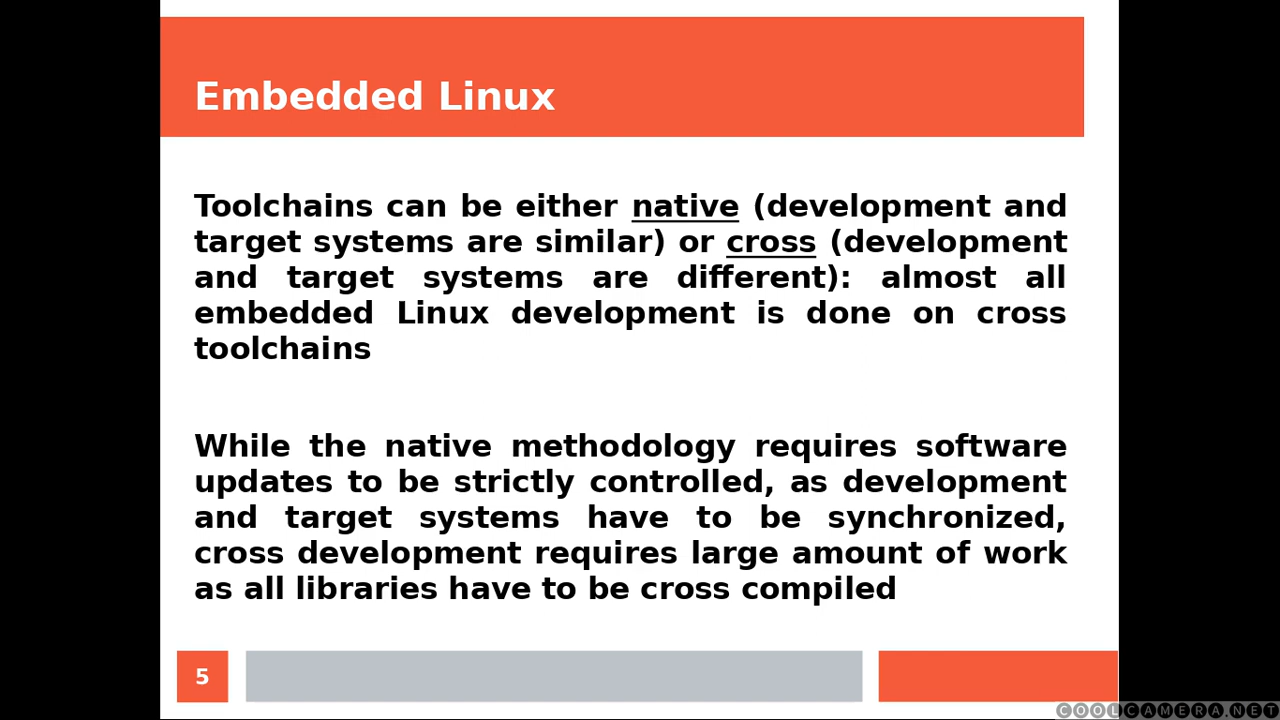 Embedded Linux
Toolchains can be either native (development and
target systems are similar) or cross (development
and target systems are different): almost all
embedded Linux development is done on cross
toolchains
While the native methodology requires software
updates to be strictly controlled, as development
and target systems have to be synchronized,
cross development requires large amount of work
as all libraries have to be cross compiled
5
COOLCAMERA.NET